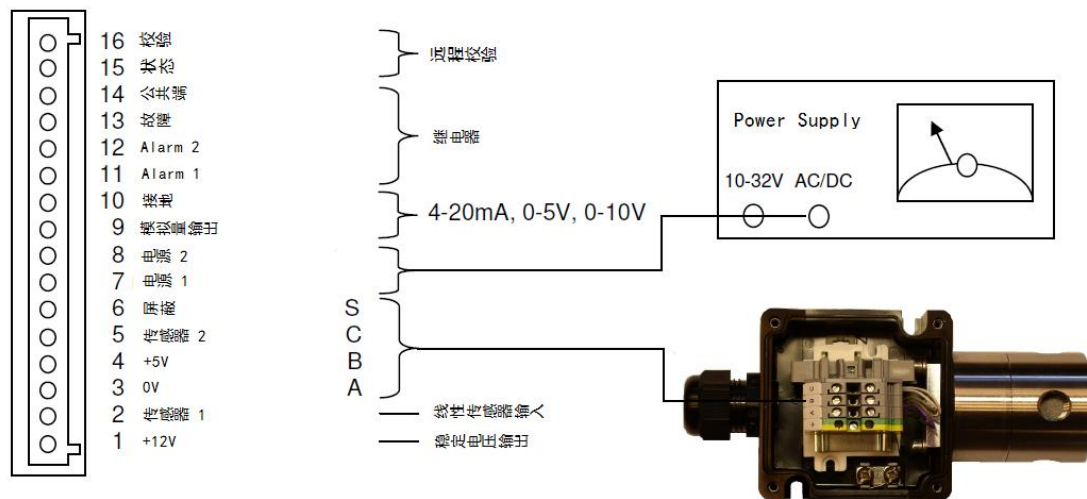 16 校验
15 状态
远程校验
14 公共端
13 故障
12 Alarm 2
11 Alarm 1
继电器
10 接地
9 模拟量输出
4-20mA, 0-5V, 0-10V
8 电源 2
7 电源 1
6 屏蔽 S
5 传感器 2 C
4 +5V B
3 0V A
2 传感器 1 线性传感器输入
1 +12V 稳定电压输出
Power Supply
10-32V AC/DC